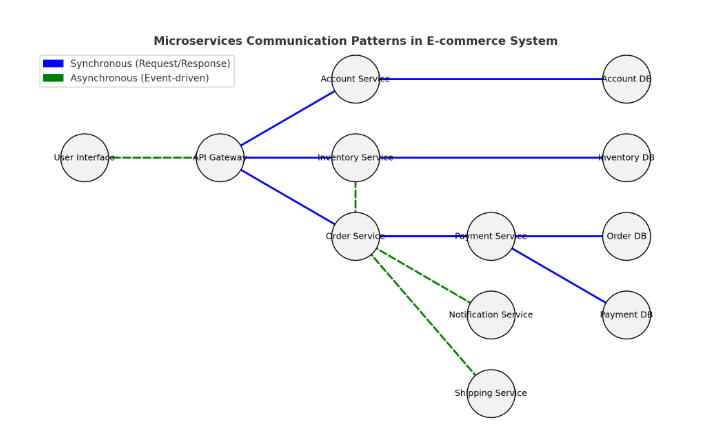 Microservices Communication Patterns in E-commerce System
Synchronous (Request/Response)
Asynchronous (Event-driven)
Account Service
Account DB
User Interface
API Gateway
Inventory Service
Inventory DB
Order Service
Payment Service
Order DB
Notification Service
Payment DB
Shipping Service